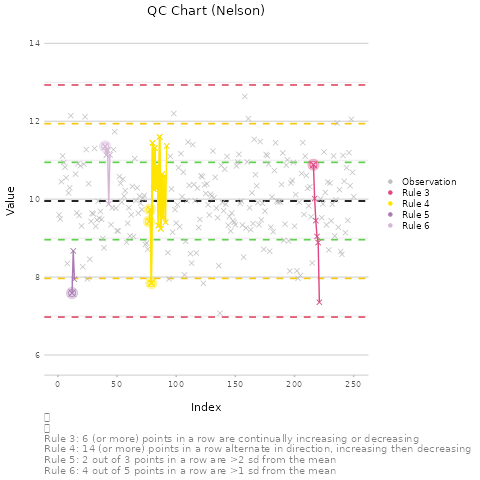 QC Chart (Nelson)
14
12
10
8
6
Value
0
50
100
150
200
250
Index
Observation
Rule 3
Rule 4
Rule 5
Rule 6
Rule 3: 6 (or more) points in a row are continually increasing or decreasing
Rule 4: 14 (or more) points in a row alternate in direction, increasing then decreasing
Rule 5: 2 out of 3 points in a row are >2 sd from the mean
Rule 6: 4 out of 5 points in a row are >1 sd from the mean